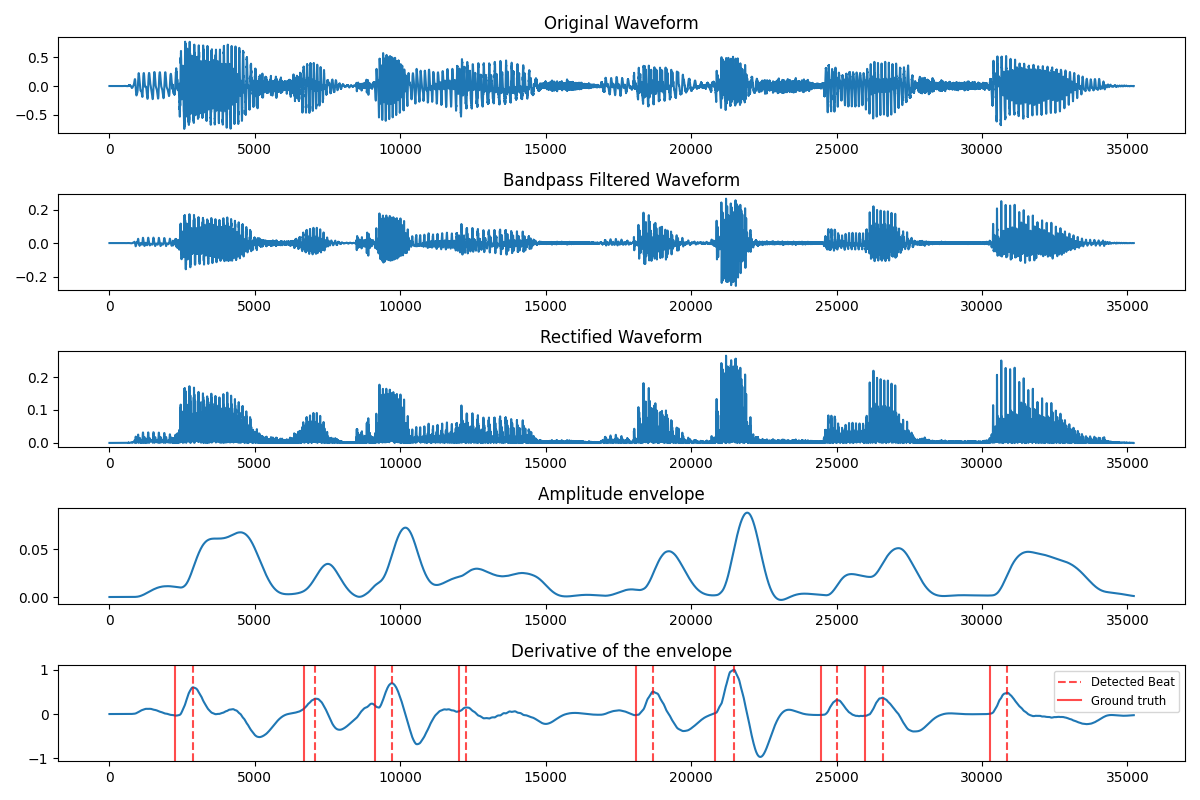 Original Waveform
0.5
0.0
−0.5
0 5000 10000 15000 20000 25000 30000 35000
Bandpass Filtered Waveform
0.2
0.0
−0.2
0 5000 10000 15000 20000 25000 30000 35000
Rectified Waveform
0.2
0.1
0.0
0 5000 10000 15000 20000 25000 30000 35000
Amplitude envelope
0.05
0.00
0 5000 10000 15000 20000 25000 30000 35000
Derivative of the envelope
1
0
−1
Detected Beat
Ground truth
0 5000 10000 15000 20000 25000 30000 35000